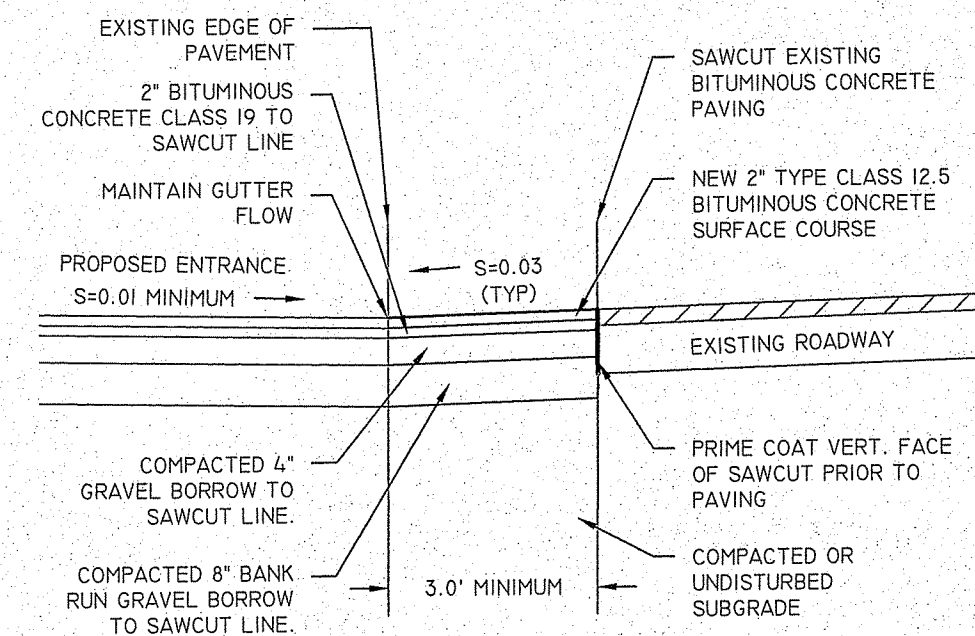 EXISTING EDGE OF
PAVEMENT
2" BITUMINOUS
CONCRETE CLASS 19 TO
SAWCUT LINE
MAINTAIN GUTTER
FLOW
PROPOSED ENTRANCE.
S=0.01 MINIMUM
S=0.03
(TYP)
SAWCUT EXISTING
BITUMINOUS CONCRETE
PAVING
NEW 2" TYPE CLASS 12.5
BITUMINOUS CONCRETE
SURFACE COURSE
EXISTING ROADWAY
COMPACTED 4"
GRAVEL BORROW TO
SAWCUT LINE.
COMPACTED 8" BANK
RUN GRAVEL BORROW
TO SAWCUT LINE.
3.0' MINIMUM
PRIME COAT VERT. FACE
OF SAWCUT PRIOR TO
PAVING
COMPACTED OR
UNDISTURBED
SUBGRADE